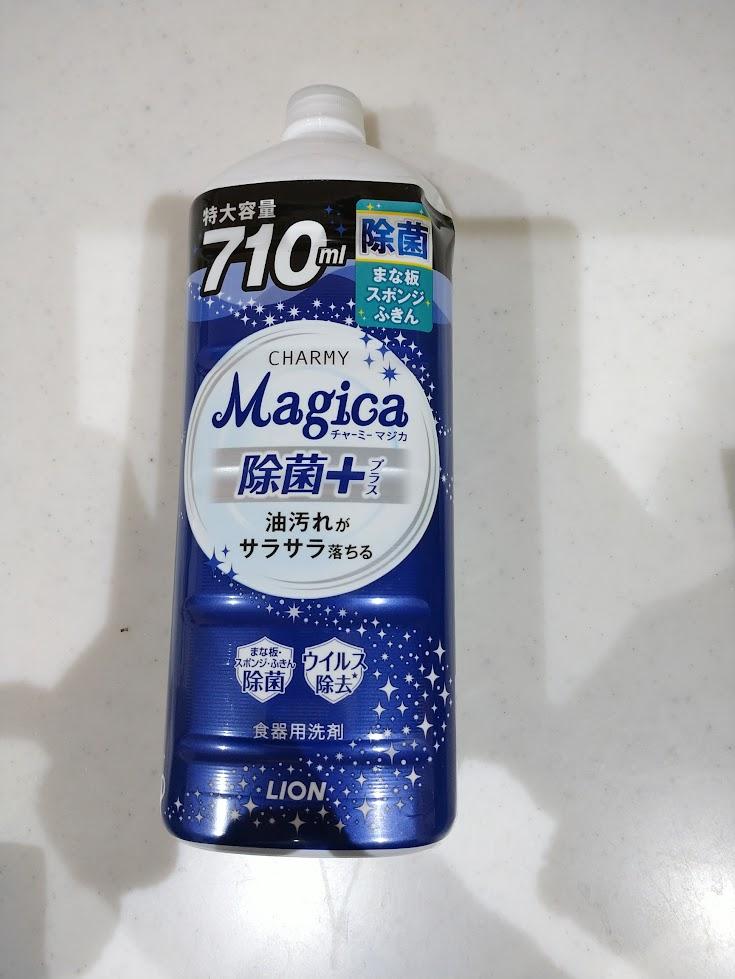 特大容量
710ml
除菌
まな板
スポンジ
ふきん
CHARMY
Magica
チャーミーマジカ
除菌+プラス
油汚れが
サラサラ落ちる
まな板・
スポンジ・ふきん
除菌
ウイルス
除去*
食器用洗剤
LION